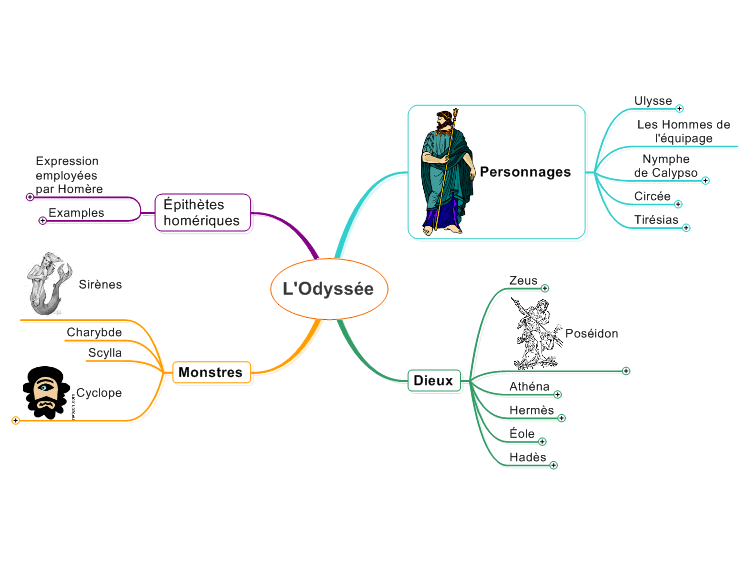 L'Odyssée
Personnages
Ulysse
Les Hommes de
l'équipage
Nymphe
de Calypso
Circée
Tirésias
Dieux
Zeus
Poséidon
Athéna
Hermès
Éole
Hadès
Monstres
Sirènes
Charybde
Scylla
Cyclope
Épithètes
homériques
Expression
employées
par Homère
Examples